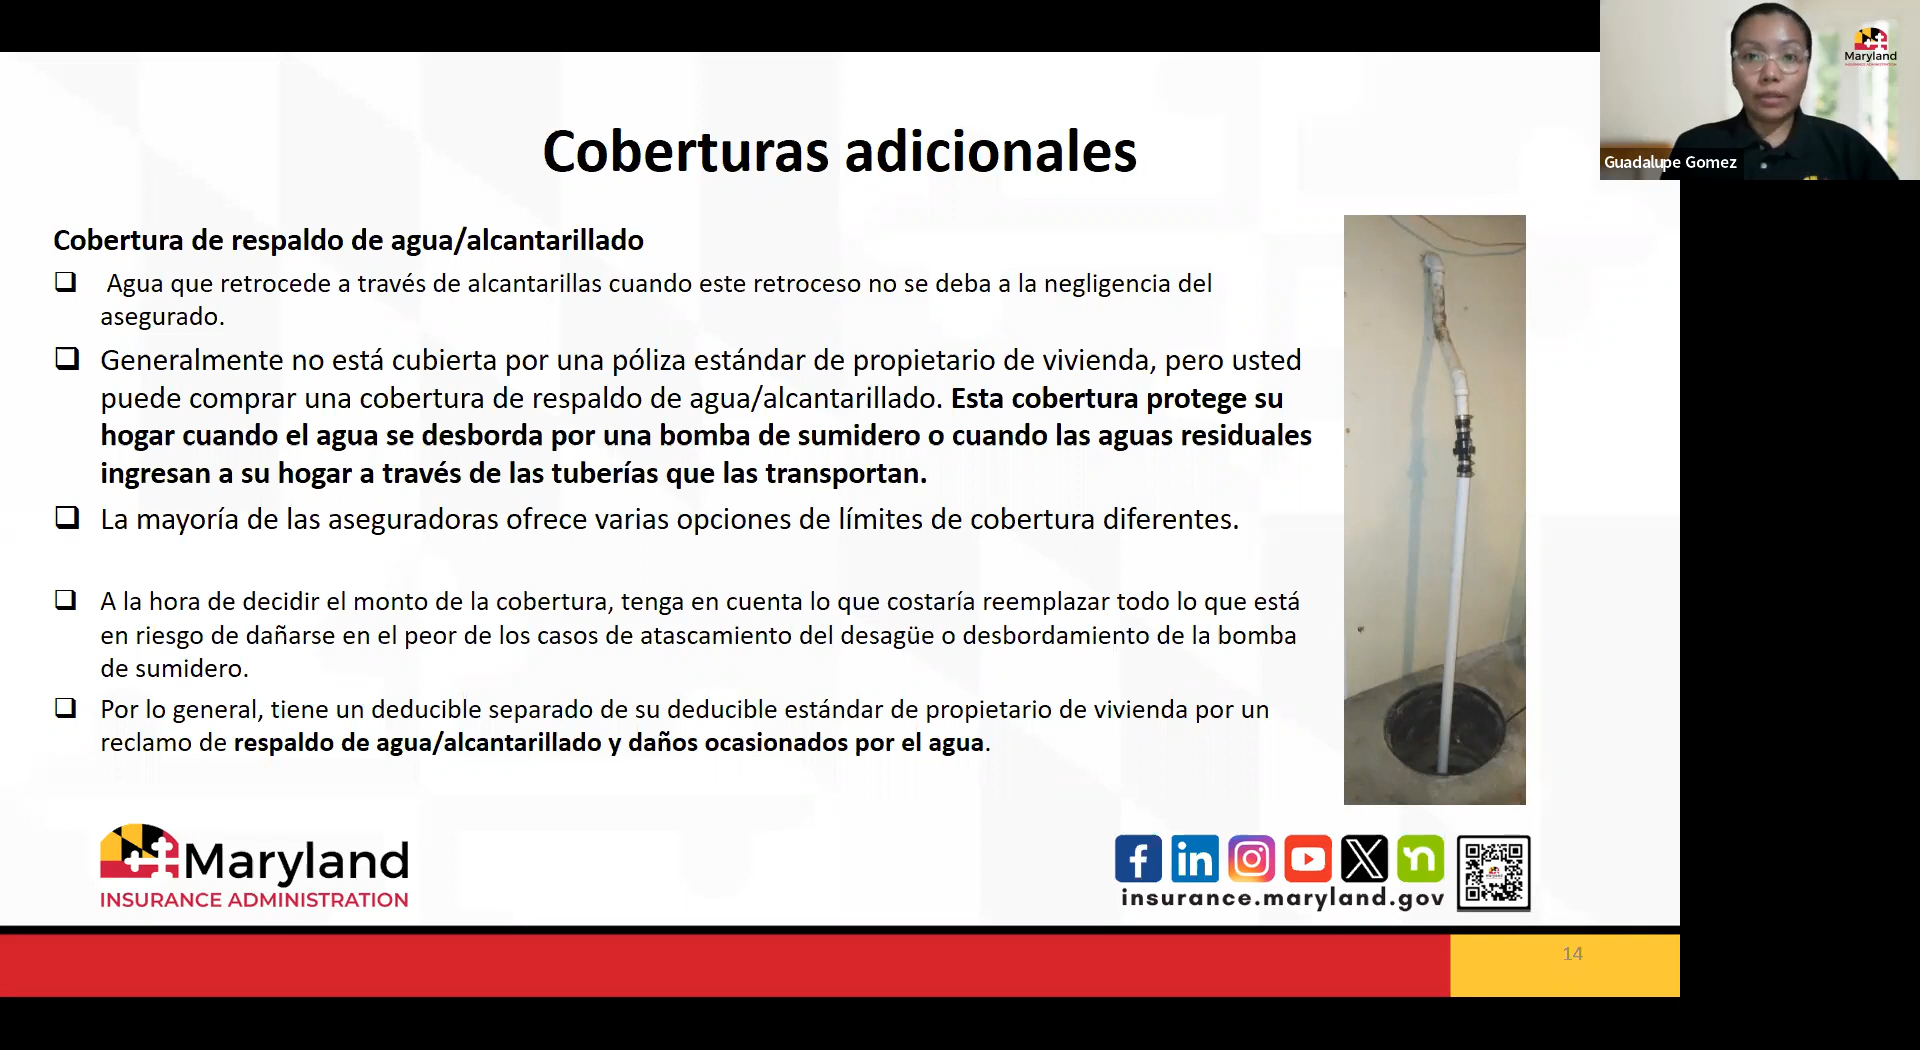 Coberturas adicionales
Maryland
Guadalupe Gomez
Cobertura de respaldo de agua/alcantarillado
Agua que retrocede a través de alcantarillas cuando este retroceso no se deba a la negligencia del
asegurado.
Generalmente no está cubierta por una póliza estándar de propietario de vivienda, pero usted
puede comprar una cobertura de respaldo de agua/alcantarillado. Esta cobertura protege su
hogar cuando el agua se desborda por una bomba de sumidero o cuando las aguas residuales
ingresan a su hogar a través de las tuberías que las transportan.
La mayoría de las aseguradoras ofrece varias opciones de límites de cobertura diferentes.
A la hora de decidir el monto de la cobertura, tenga en cuenta lo que costaría reemplazar todo lo que está
en riesgo de dañarse en el peor de los casos de atascamiento del desagüe o desbordamiento de la bomba
de sumidero.
Por lo general, tiene un deducible separado de su deducible estándar de propietario de vivienda por un
reclamo de respaldo de agua/alcantarillado y daños ocasionados por el agua.
Maryland
INSURANCE ADMINISTRATION
insurance.maryland.gov
14